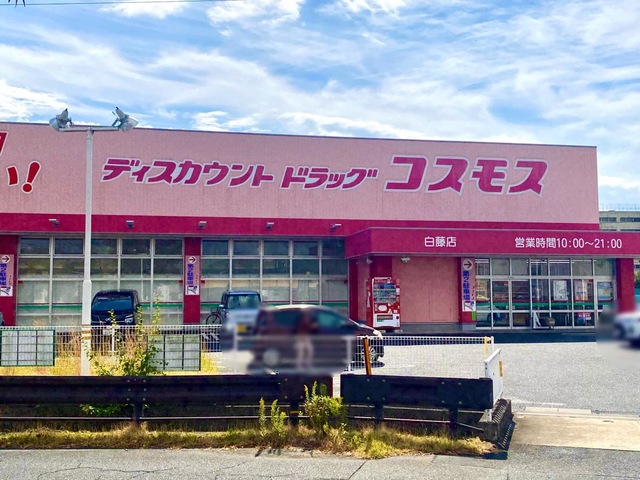 い!
ディスカウント ドラッグ コスモス
白藤店 営業時間10:00～21:00